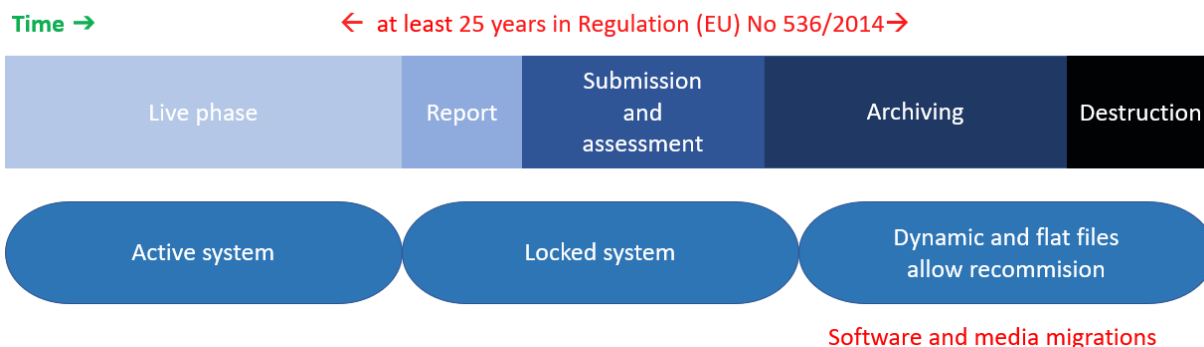 Time →
← at least 25 years in Regulation (EU) No 536/2014→
Live phase
Report
Submission
and
assessment
Archiving
Destruction
Active system
Locked system
Dynamic and flat files
allow recommision
Software and media migrations